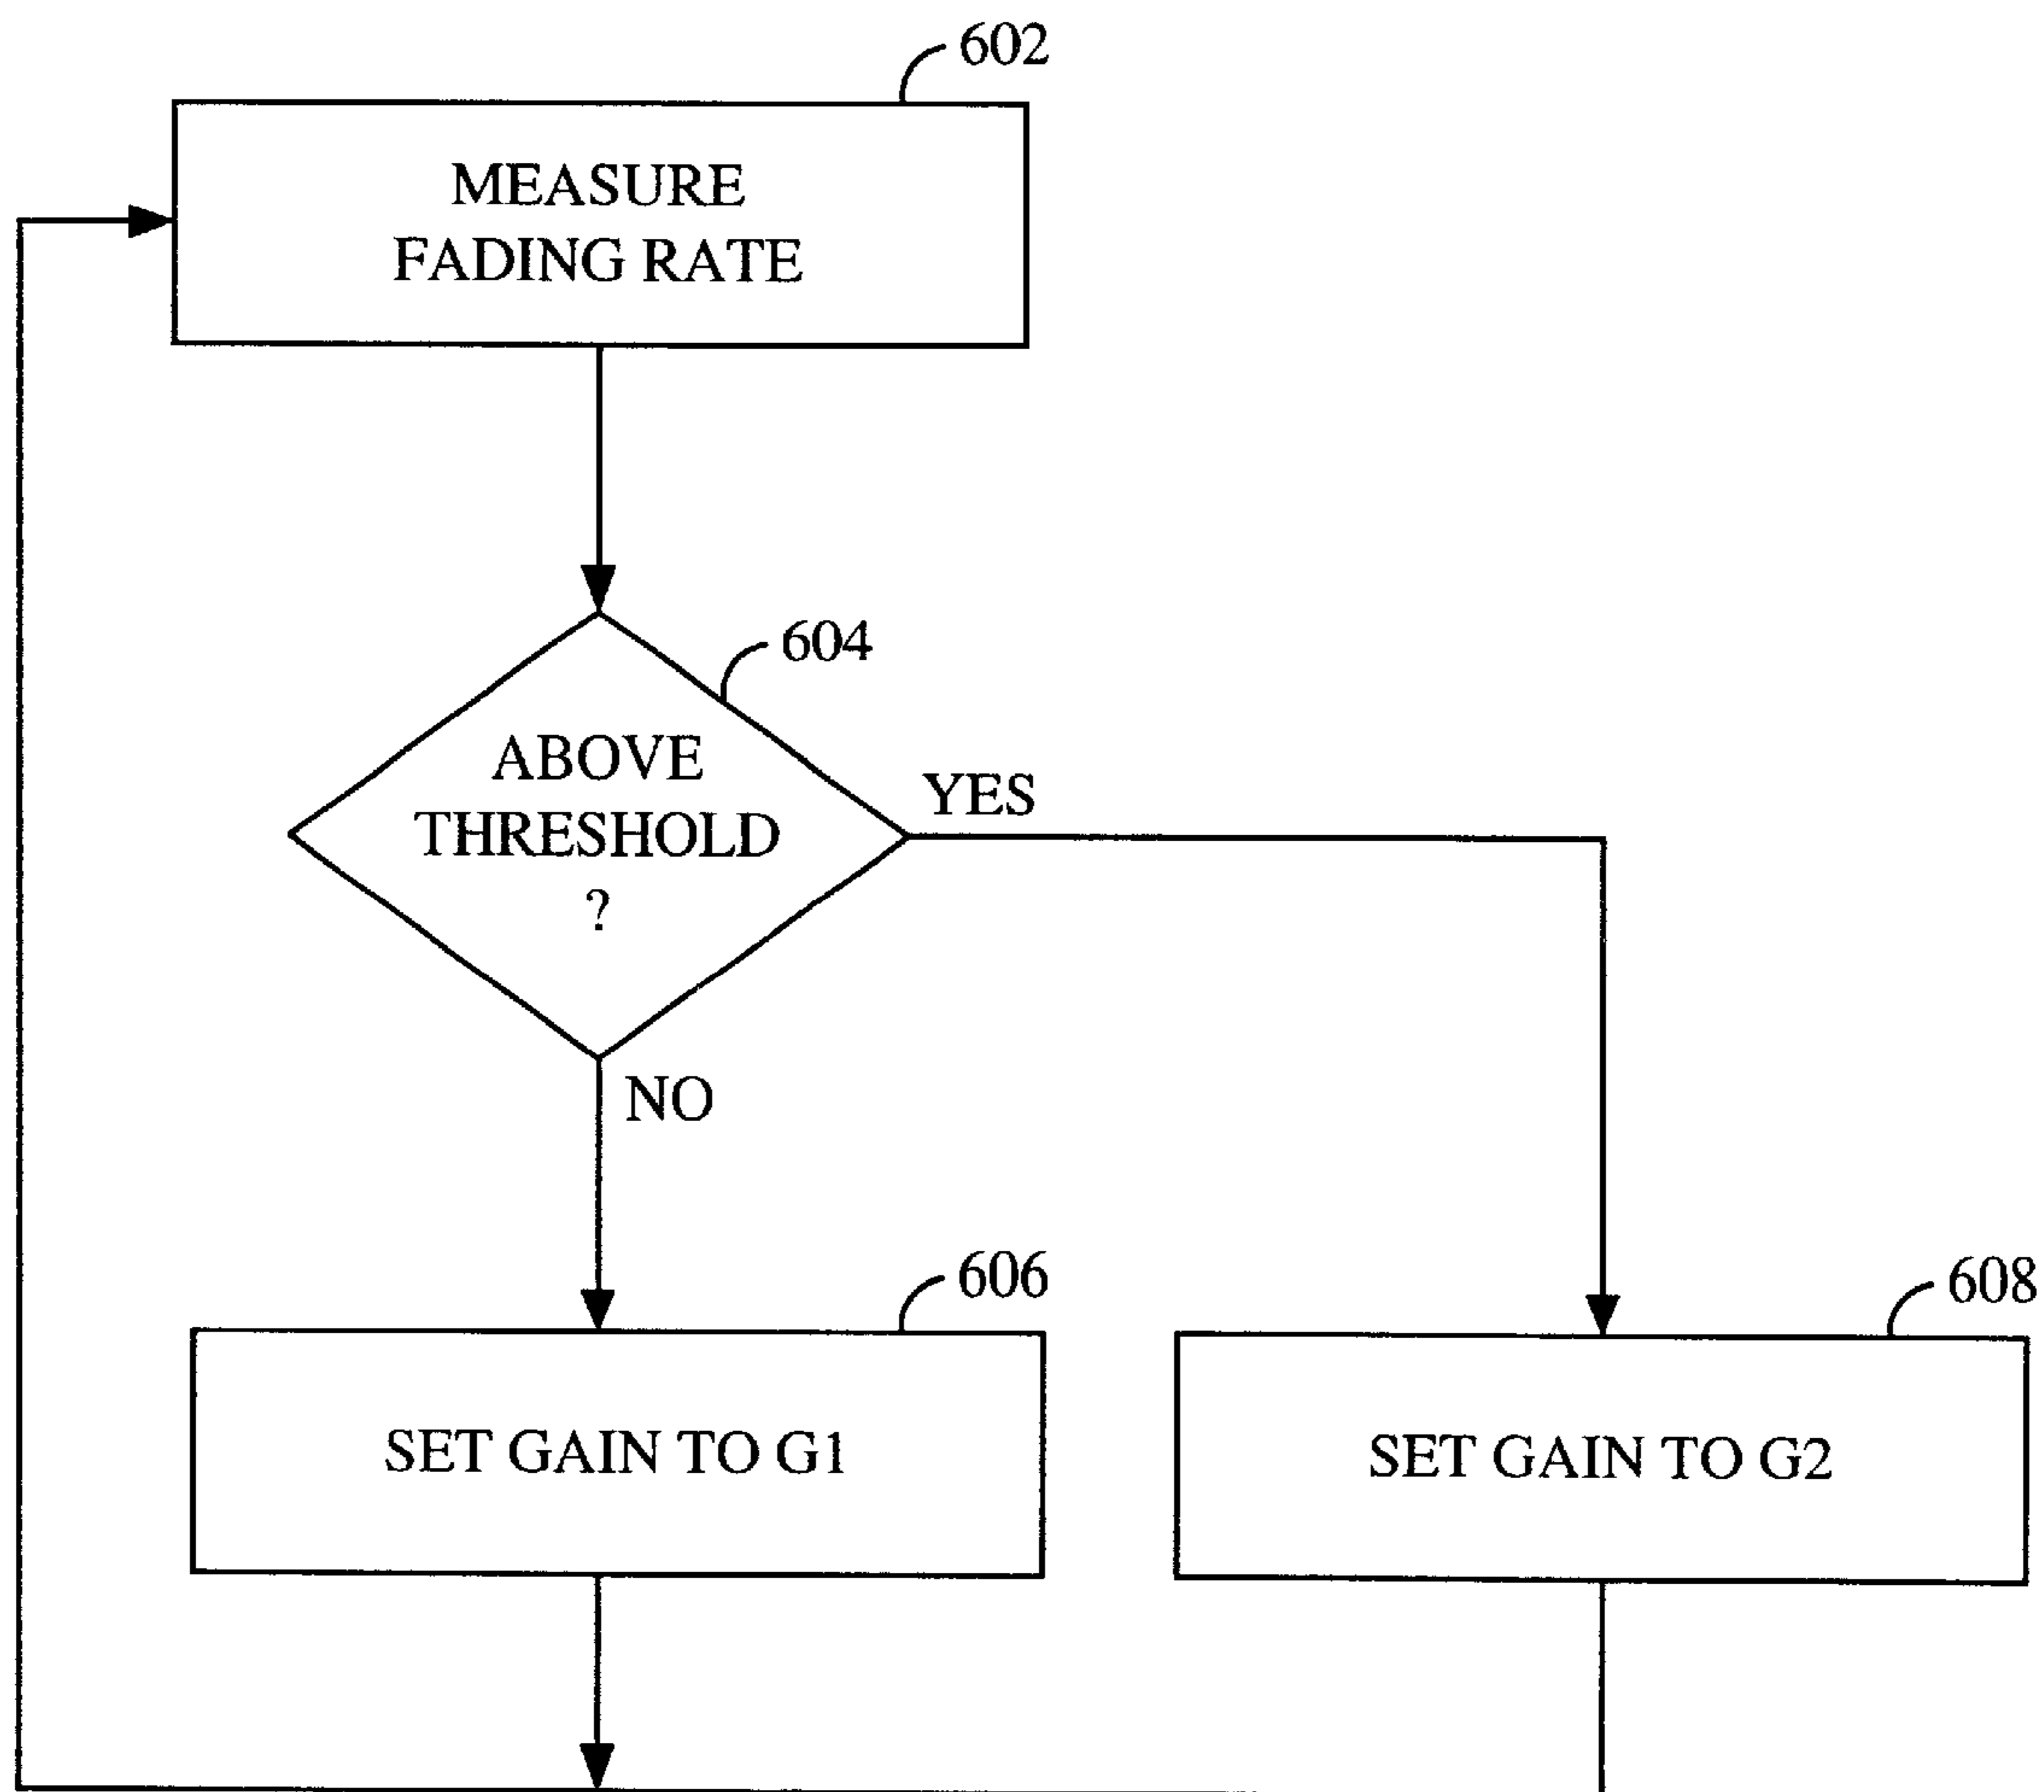 602
MEASURE
FADING RATE
604
ABOVE
THRESHOLD
?
YES
NO
606
SET GAIN TO G1
608
SET GAIN TO G2